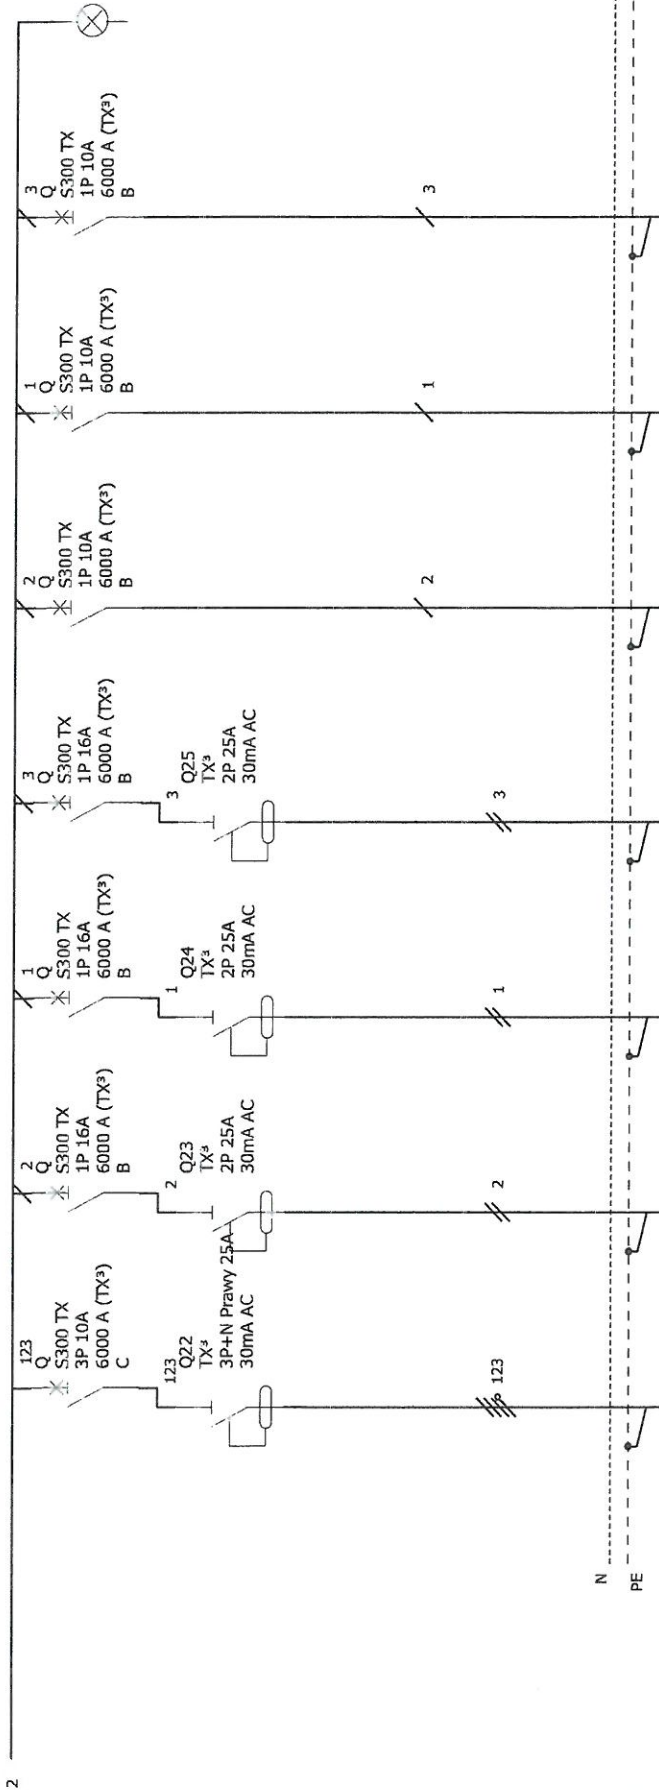 2
123
Q
S300 TX
3P 10A
6000 A (TX³)
C
123
Q22
TX³
3P+N Prawy 25A
30mA AC
123
2
Q
S300 TX
1P 16A
6000 A (TX³)
B
2
Q23
TX³
2P 25A
30mA AC
2
1
Q
S300 TX
1P 16A
6000 A (TX³)
B
1
Q24
TX³
2P 25A
30mA AC
1
3
Q
S300 TX
1P 16A
6000 A (TX³)
B
3
Q25
TX³
2P 25A
30mA AC
3
2
Q
S300 TX
1P 10A
6000 A (TX³)
B
2
1
Q
S300 TX
1P 10A
6000 A (TX³)
B
1
3
Q
S300 TX
1P 10A
6000 A (TX³)
B
3
N
PE